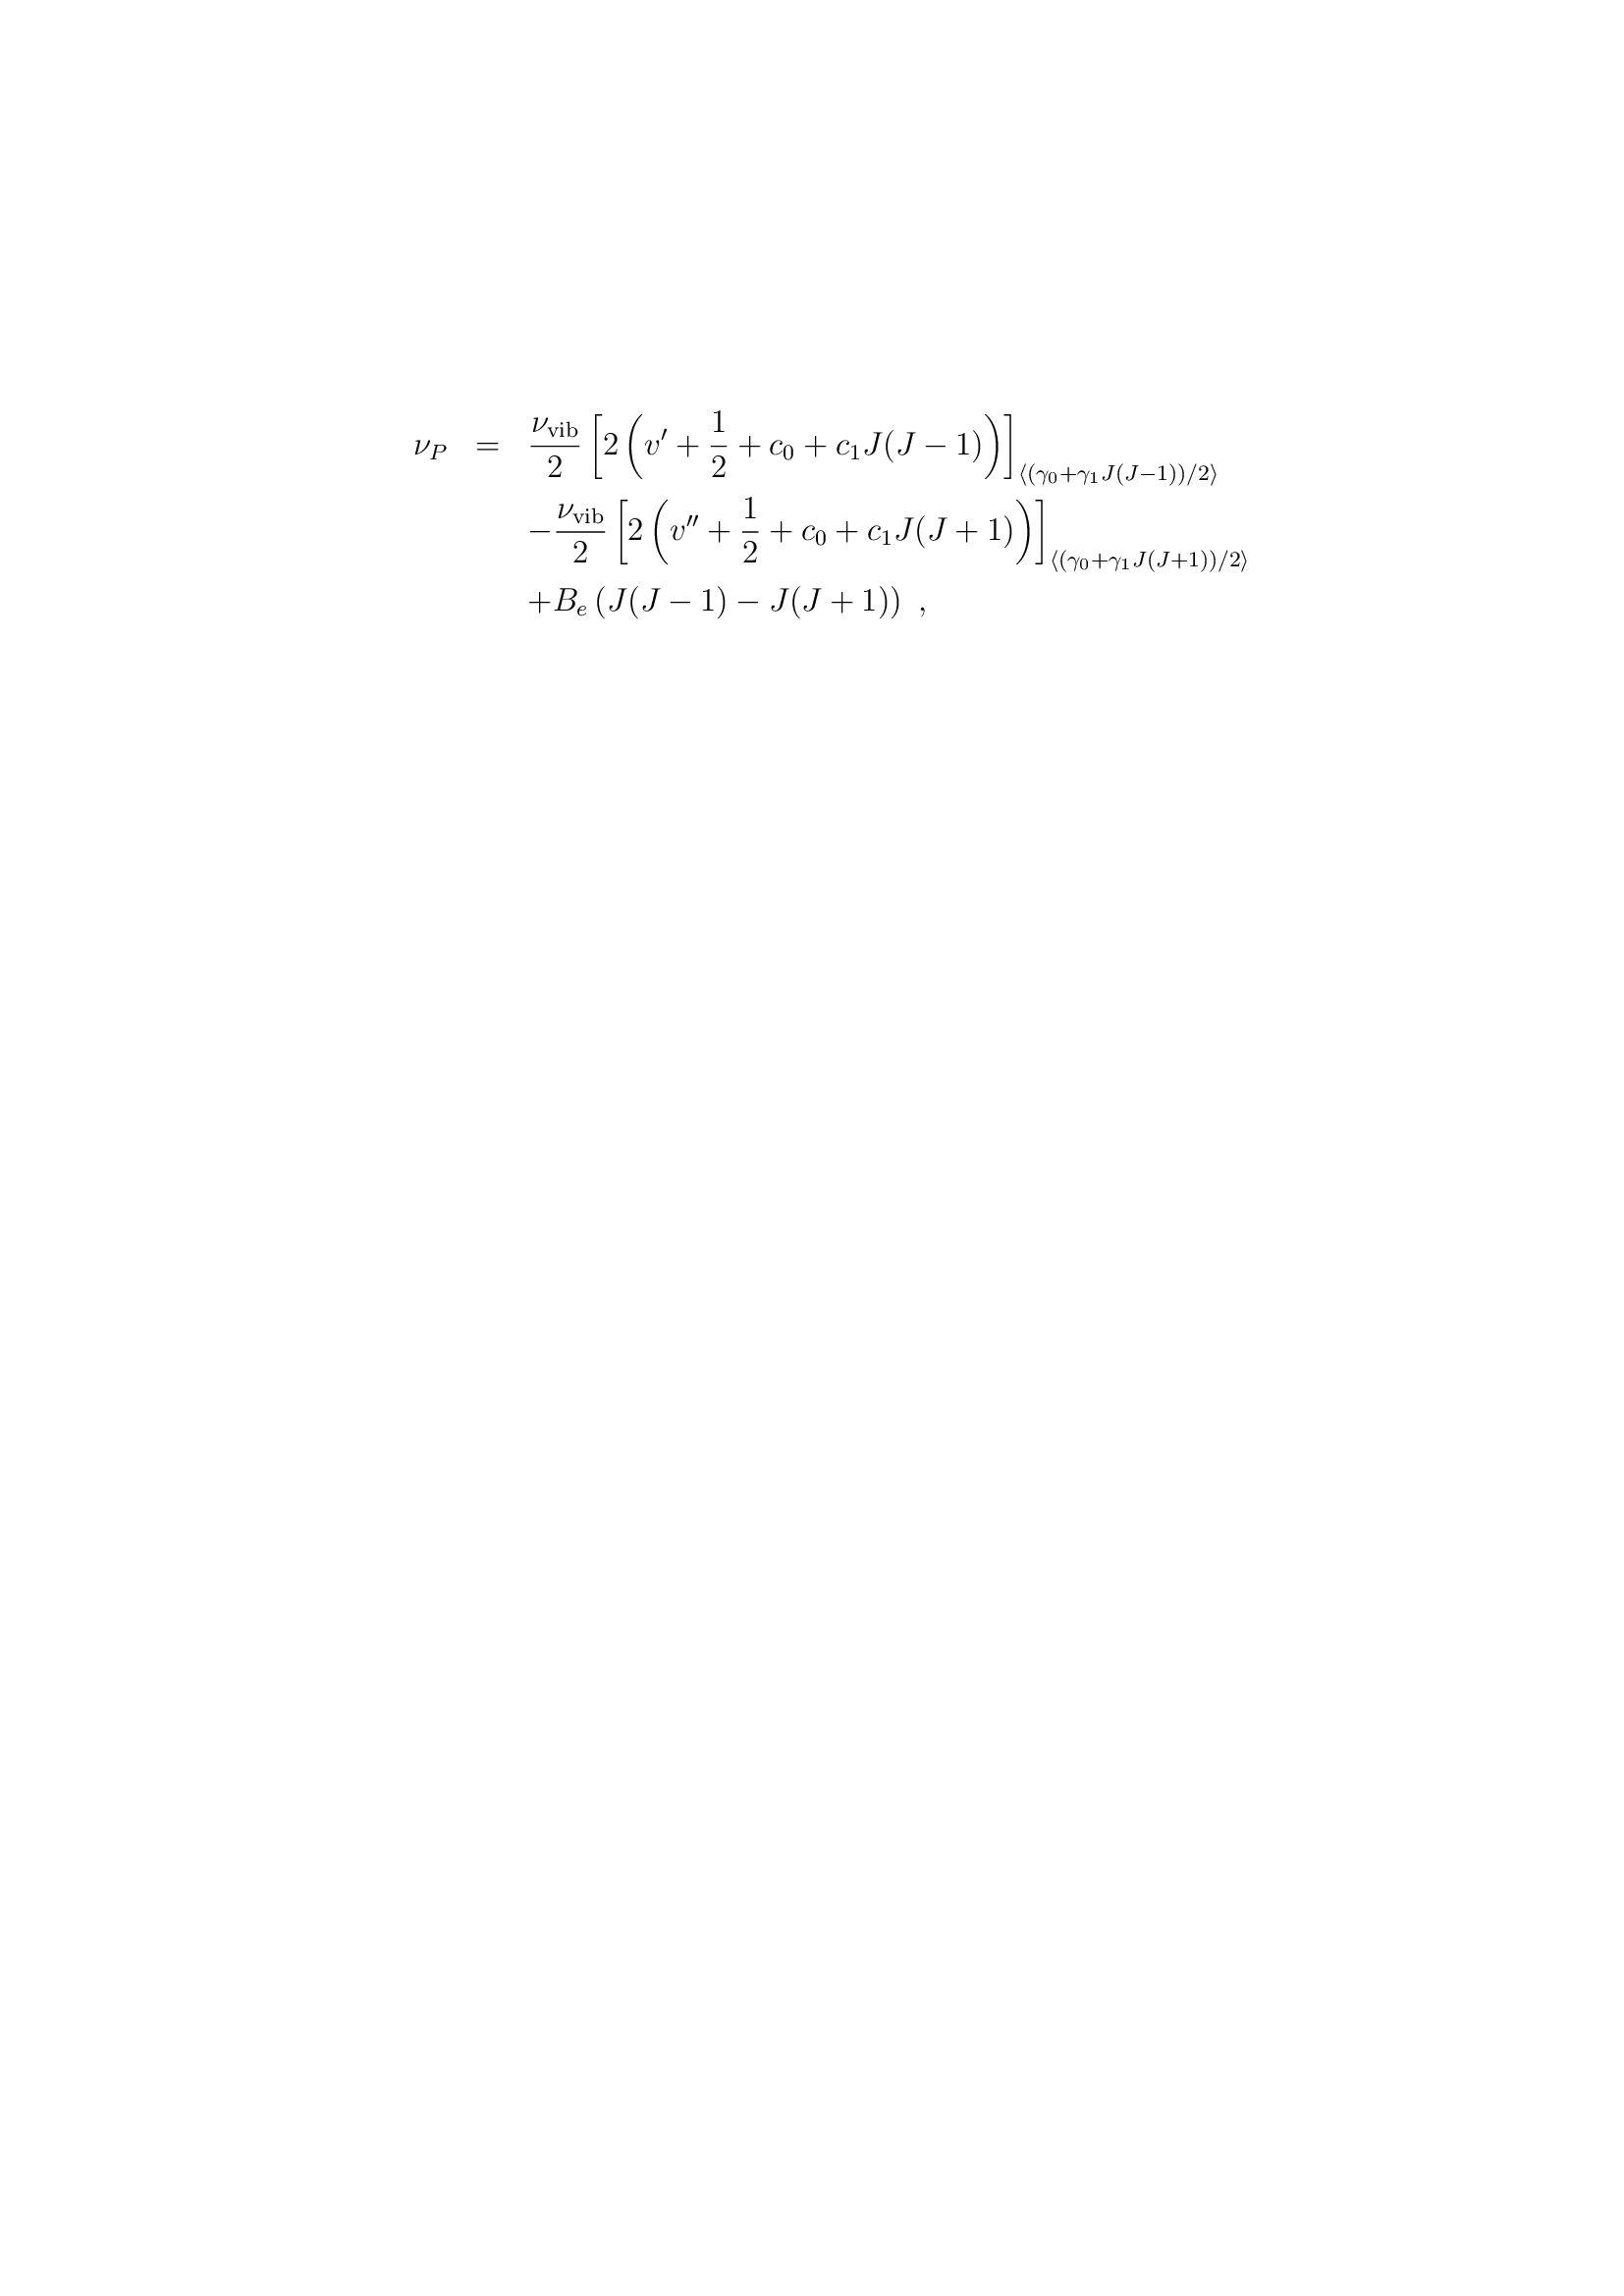 $\nu_P = \frac{\nu_{\text{vib}}}{2} \left[ 2 \left( v' + \frac{1}{2} + c_0 + c_1 J(J-1) \right) \right]_{\langle (\gamma_0 + \gamma_1 J(J-1))/2 \rangle}$
$- \frac{\nu_{\text{vib}}}{2} \left[ 2 \left( v'' + \frac{1}{2} + c_0 + c_1 J(J+1) \right) \right]_{\langle (\gamma_0 + \gamma_1 J(J+1))/2 \rangle}$
$+ B_e \left( J(J-1) - J(J+1) \right) \ ,$